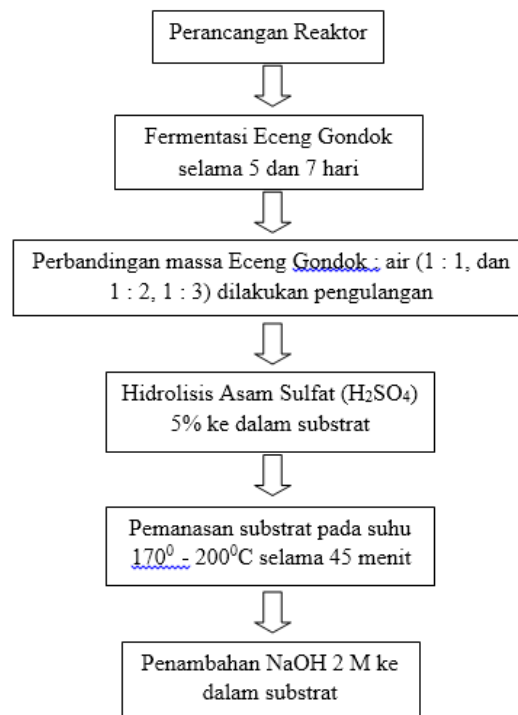 Perancangan Reaktor
Fermentasi Eceng Gondok
selama 5 dan 7 hari
Perbandingan massa Eceng Gondok : air (1 : 1, dan
1 : 2, 1 : 3) dilakukan pengulangan
Hidrolisis Asam Sulfat (H₂SO₄)
5% ke dalam substrat
Pemanasan substrat pada suhu
170⁰ - 200⁰C selama 45 menit
Penambahan NaOH 2 M ke
dalam substrat